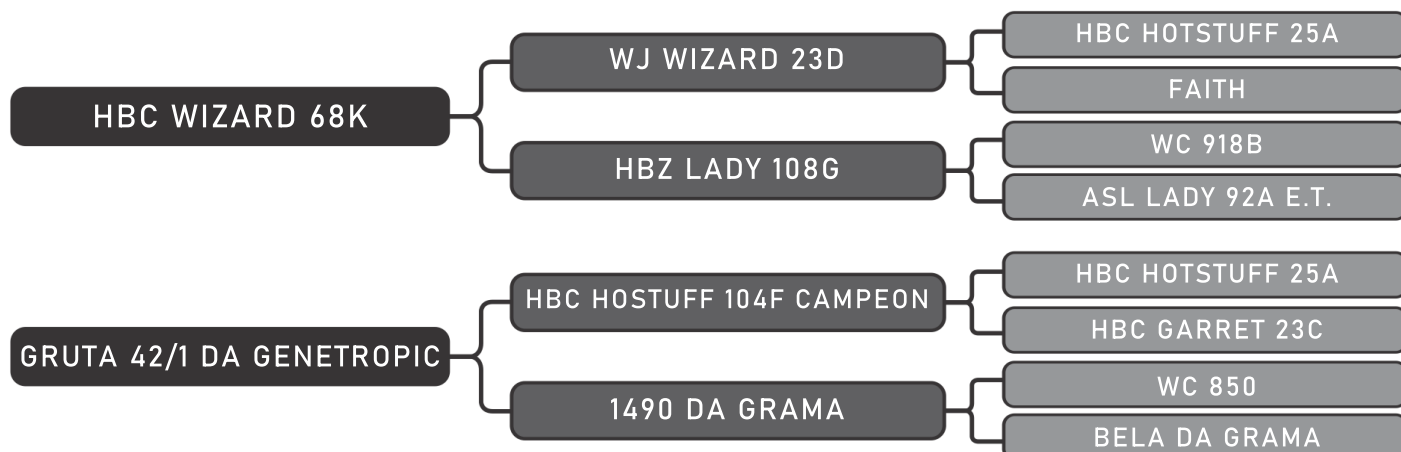 HBC HOTSTUFF 25A
WJ WIZARD 23D
FAITH
HBC WIZARD 68K
WC 918B
HBZ LADY 108G
ASL LADY 92A E.T.
HBC HOTSTUFF 25A
HBC HOSTUFF 104F CAMPEON
HBC GARRET 23C
GRUTA 42/1 DA GENETROPIC
WC 850
1490 DA GRAMA
BELA DA GRAMA